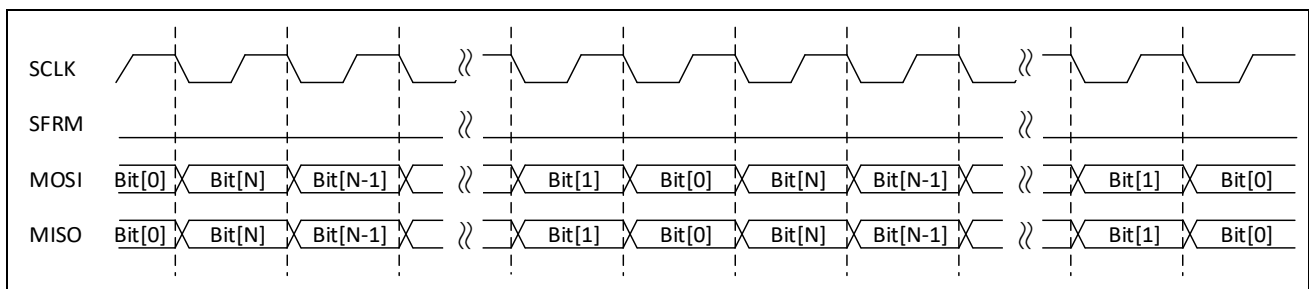 SCLK
SFRM
MOSI Bit[0] Bit[N] Bit[N-1] Bit[1] Bit[0] Bit[N] Bit[N-1] Bit[1] Bit[0]
MISO Bit[0] Bit[N] Bit[N-1] Bit[1] Bit[0] Bit[N] Bit[N-1] Bit[1] Bit[0]